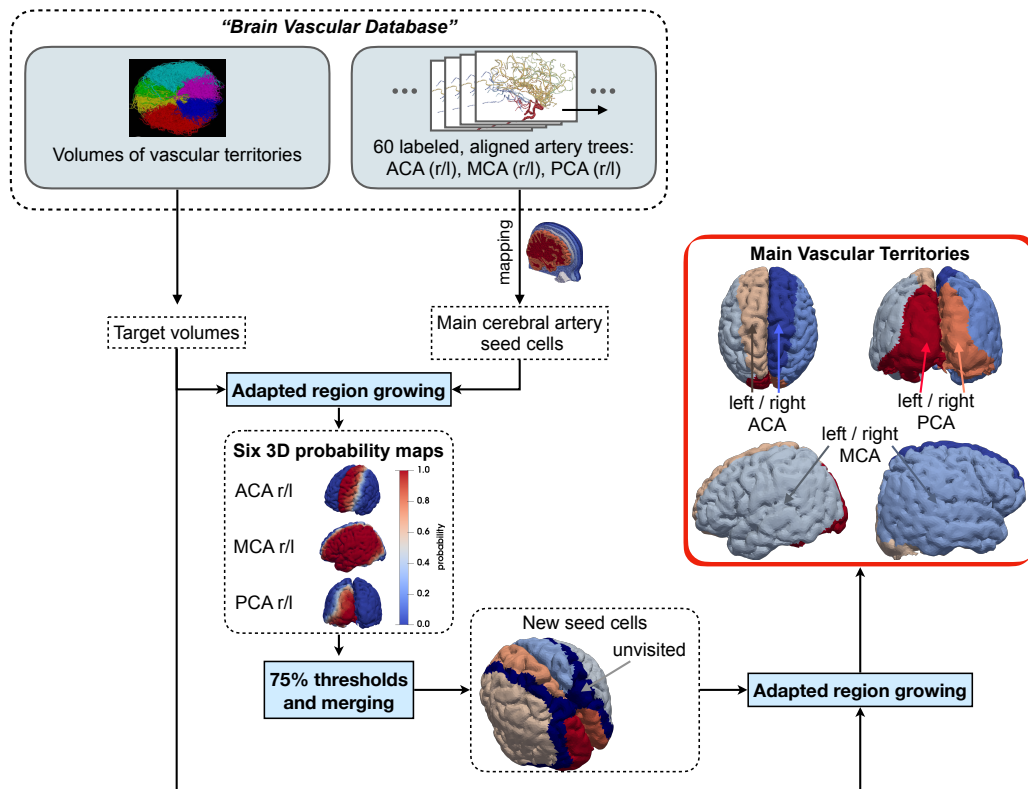 “Brain Vascular Database”
Volumes of vascular territories
60 labeled, aligned artery trees:
ACA (r/l), MCA (r/l), PCA (r/l)
mapping
Target volumes
Main cerebral artery
seed cells
Adapted region growing
Six 3D probability maps
ACA r/l
MCA r/l
PCA r/l
1.0
0.8
0.6
0.4
0.2
0.0
probability
75% thresholds
and merging
New seed cells
unvisited
Adapted region growing
Main Vascular Territories
left / right
ACA
left / right
PCA
left / right
MCA